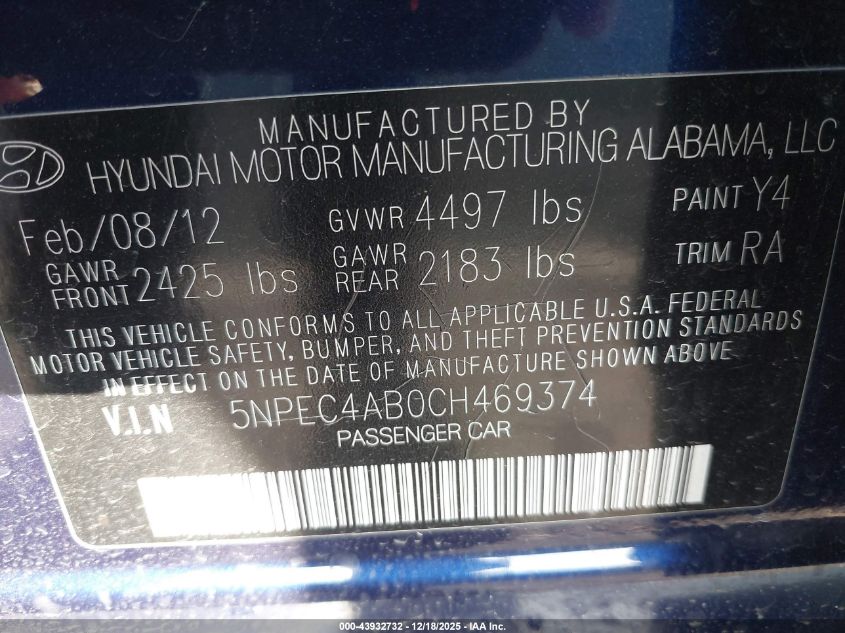 MANUFACTURED BY
HYUNDAI MOTOR MANUFACTURING ALABAMA, LLC
Feb/08/12 GVWR 4497 lbs PAINT Y4
GAWR FRONT 2425 lbs GAWR REAR 2183 lbs TRIM RA
THIS VEHICLE CONFORMS TO ALL APPLICABLE U.S.A. FEDERAL
MOTOR VEHICLE SAFETY, BUMPER, AND THEFT PREVENTION STANDARDS
IN EFFECT ON THE DATE OF MANUFACTURE SHOWN ABOVE
V.I.N 5NPEC4AB0CH469374
PASSENGER CAR
000-43932732 - 12/18/2025 - IAA Inc.